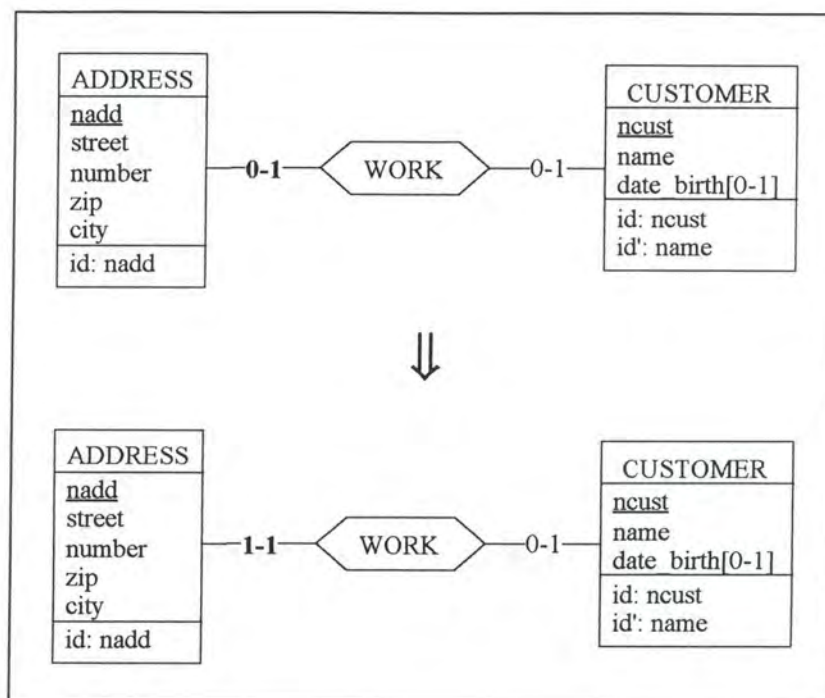 ADDRESS
nadd
street
number
zip
city
id: nadd
0-1
WORK
0-1
CUSTOMER
ncust
name
date_birth[0-1]
id: ncust
id': name
⇓
ADDRESS
nadd
street
number
zip
city
id: nadd
1-1
WORK
0-1
CUSTOMER
ncust
name
date_birth[0-1]
id: ncust
id': name